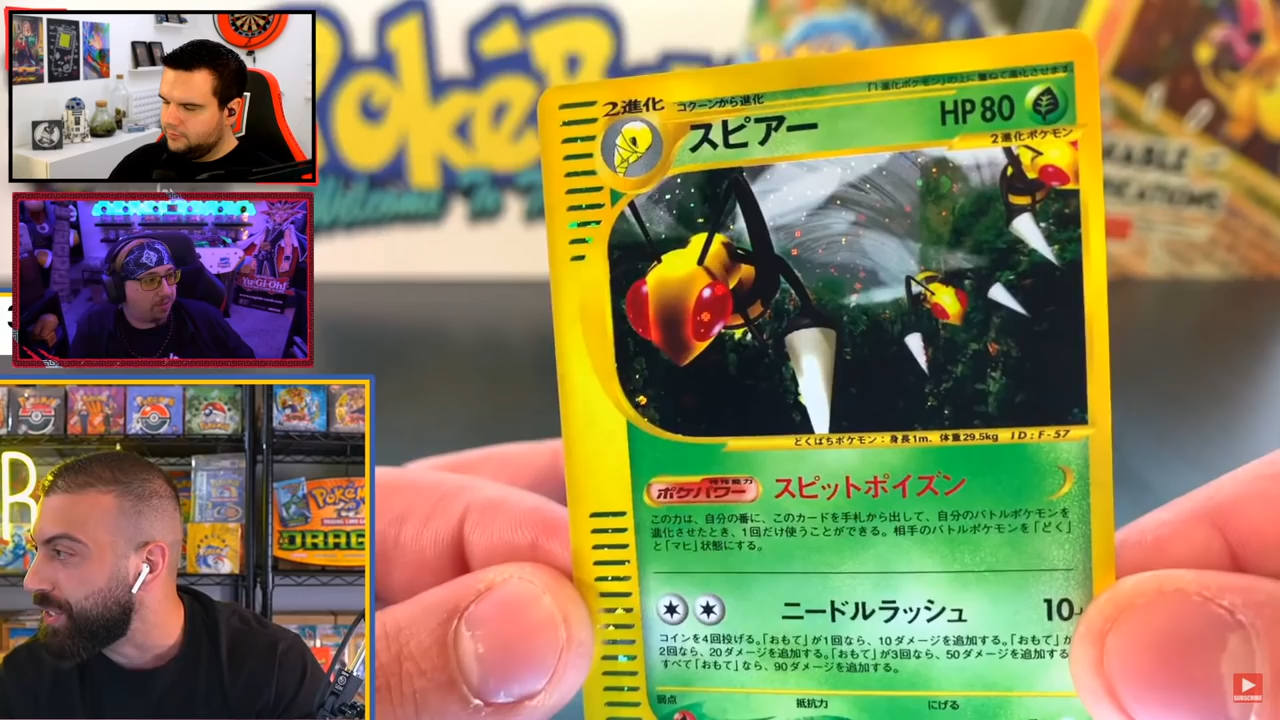 PokéR
Welcome To T
2進化
コクーンから進化
「1進化ポケモン」の上に重ねて進化させます
スピアー
HP80
2進化ポケモン
どくばちポケモン：身長1m. 体重29.5kg ID:F-57
特殊能力
ポケパワー
スピットポイズン
この力は、自分の番に、このカードを手札から出して、自分のバトルポケモンを
進化させたとき、1回だけ使うことができる。相手のバトルポケモンを「どく」
と「マヒ」状態にする。
ニードルラッシュ 10+
コインを4回投げる。「おもて」が1回なら、10ダメージを追加する。「おもて」が
2回なら、20ダメージを追加する。「おもて」が3回なら、50ダメージを追加する
すべて「おもて」なら、90ダメージを追加する。
弱点 抵抗力 にげる
Yu-Gi-Oh!
R
POKéMON
DRAG
SUBSCRIBE